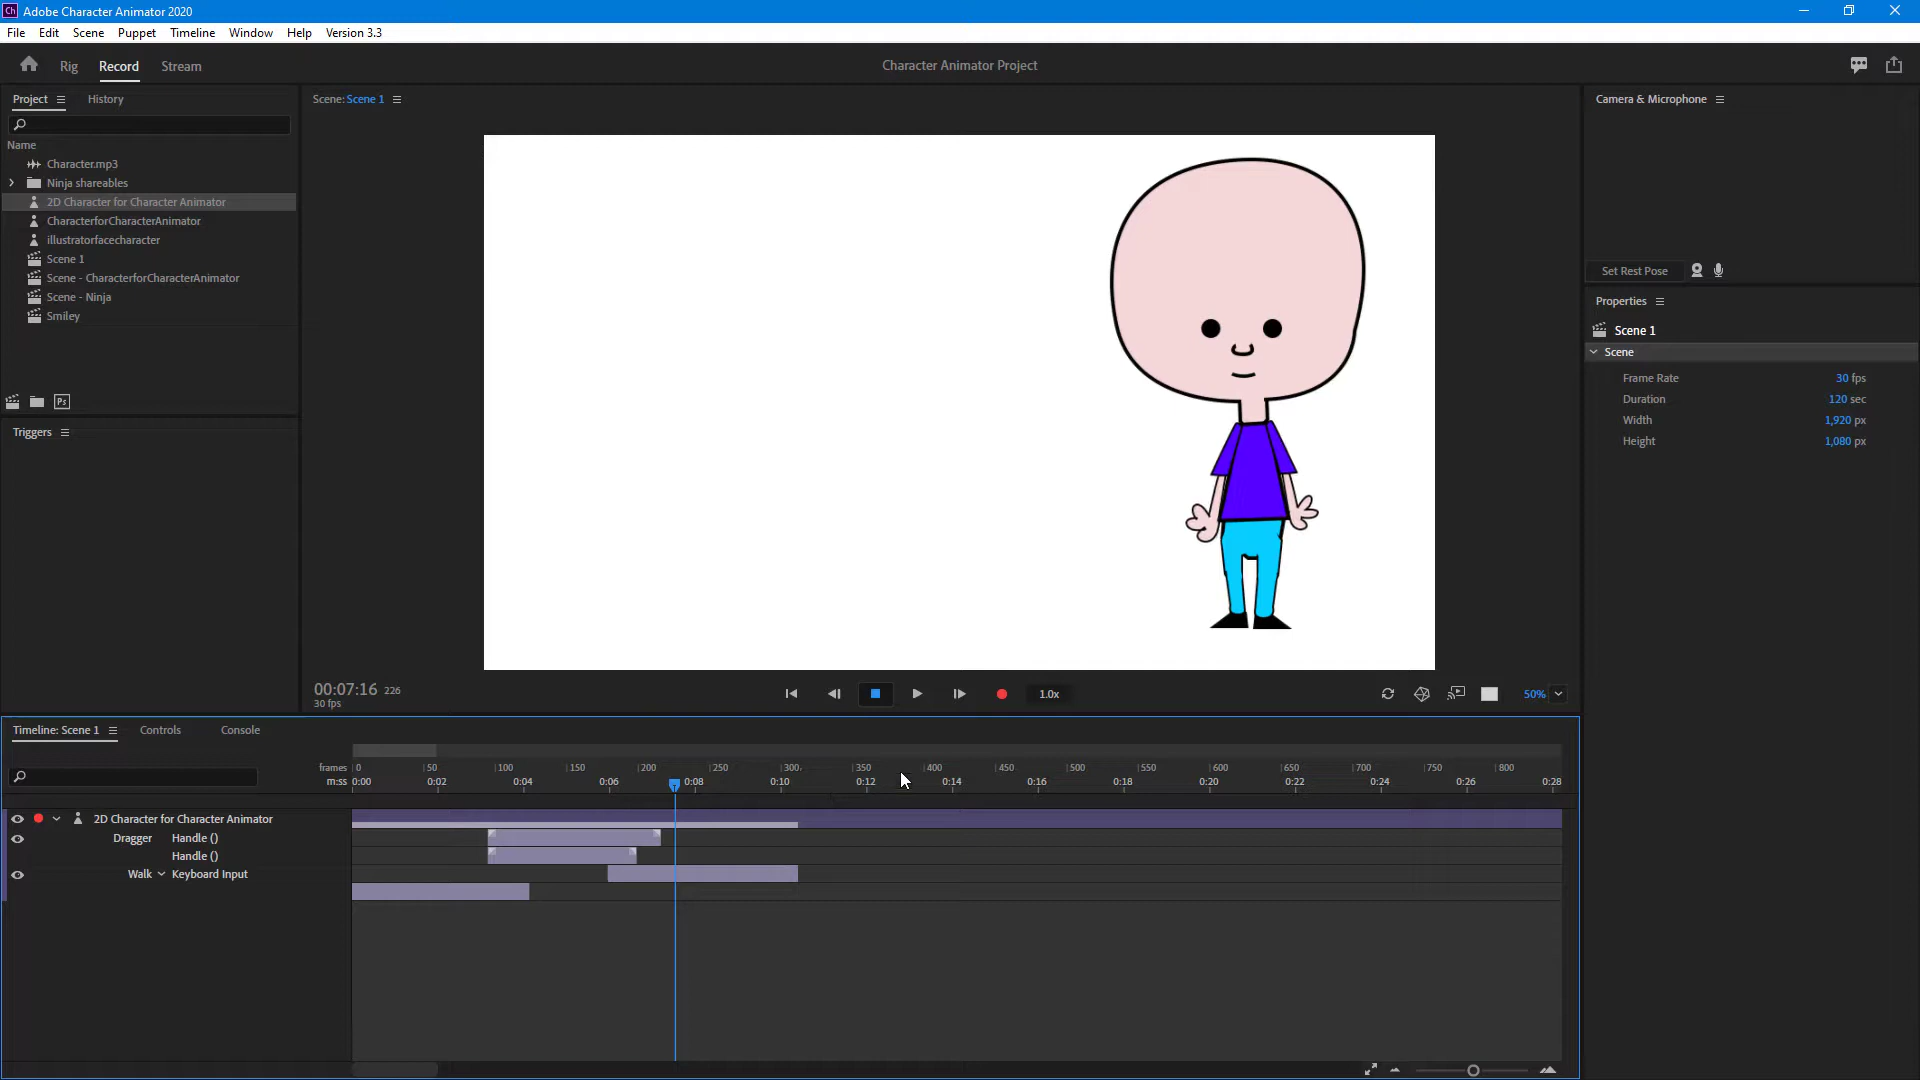 Ch Adobe Character Animator 2020
File Edit Scene Puppet Timeline Window Help Version 3.3
Rig Record Stream
Character Animator Project
Project
History
Scene: Scene 1
Camera & Microphone
Name
Character.mp3
Ninja shareables
2D Character for Character Animator
CharacterforCharacterAnimator
illustratorfacecharacter
Scene 1
Scene - CharacterforCharacterAnimator
Scene - Ninja
Smiley
Ps
Triggers
Set Rest Pose
Properties
Scene 1
Scene
Frame Rate 30 fps
Duration 120 sec
Width 1,920 px
Height 1,080 px
00:07:16 226
30 fps
1.0x
50%
Timeline: Scene 1
Controls
Console
frames 0 50 100 150 200 250 300 350 400 450 500 550 600 650 700 750 800
m:ss 0:00 0:02 0:04 0:06 0:08 0:10 0:12 0:14 0:16 0:18 0:20 0:22 0:24 0:26 0:28
2D Character for Character Animator
Dragger Handle ()
Handle ()
Walk Keyboard Input